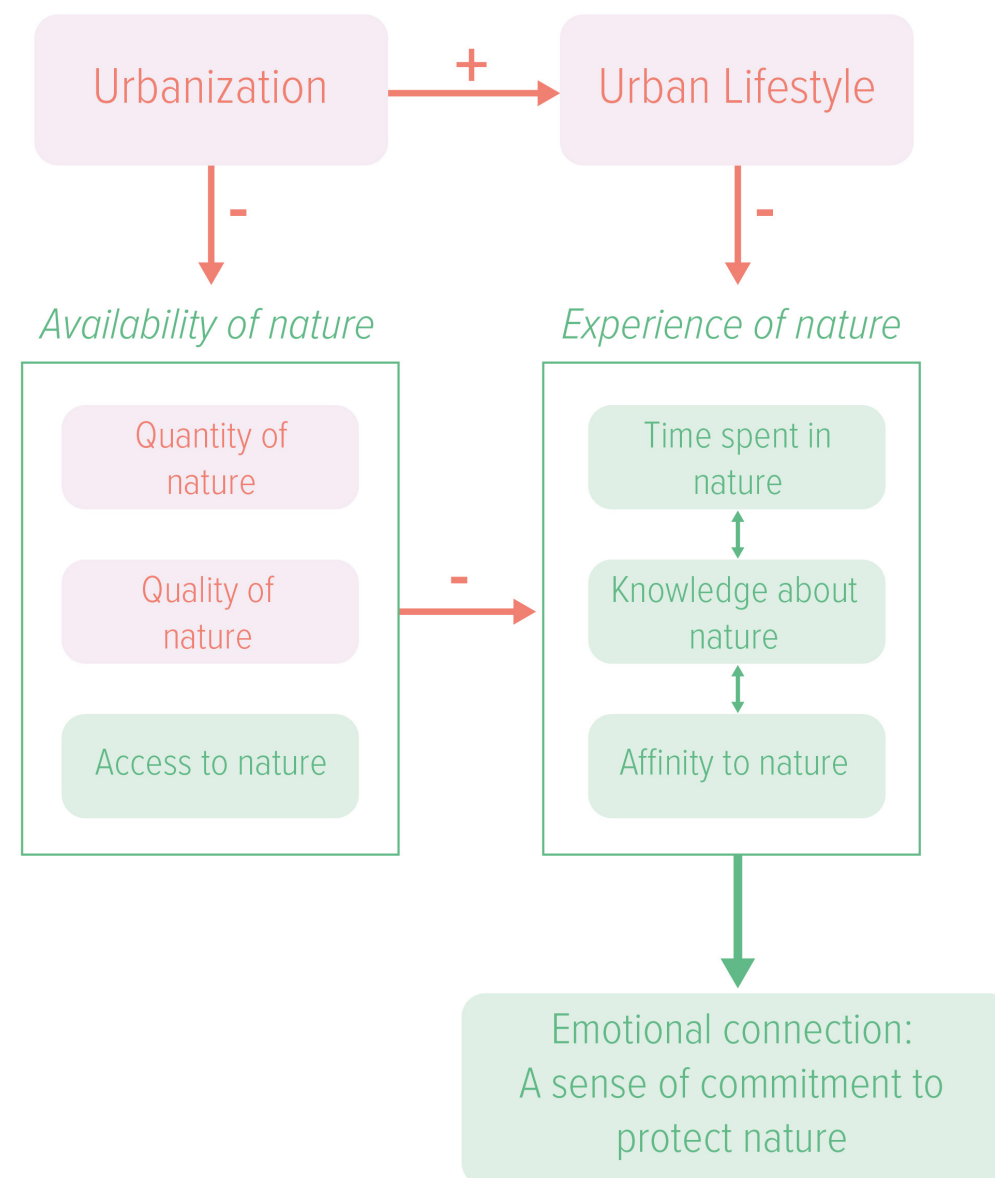 Urbanization
+
Urban Lifestyle
-
-
Availability of nature
Experience of nature
Quantity of
nature
Quality of
nature
Access to nature
-
Time spent in
nature
Knowledge about
nature
Affinity to nature
Emotional connection:
A sense of commitment to
protect nature